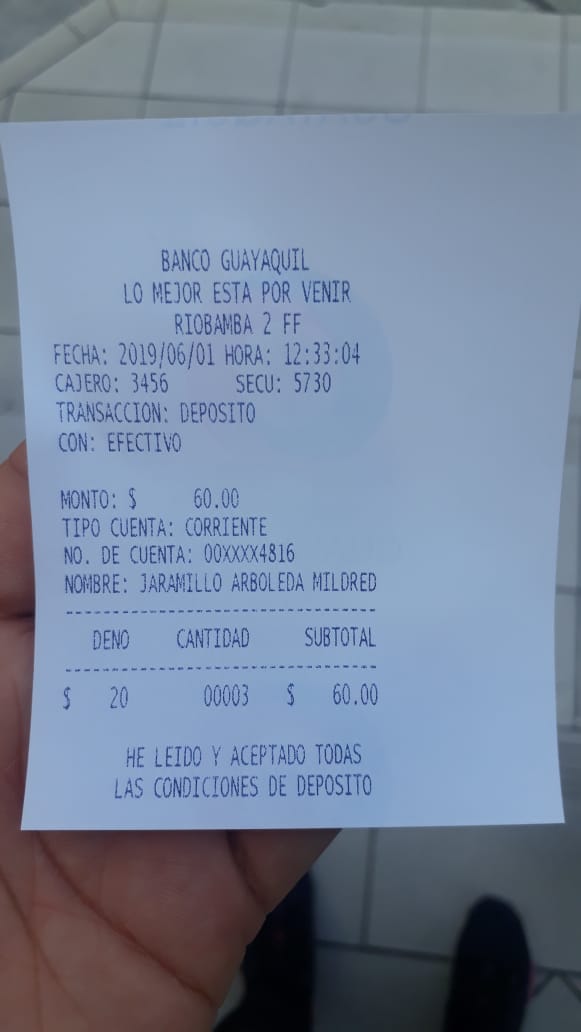 BANCO GUAYAQUIL
LO MEJOR ESTA POR VENIR
RIOBAMBA 2 FF
FECHA: 2019/06/01 HORA: 12:33:04
CAJERO: 3456 SECU: 5730
TRANSACCION: DEPOSITO
CON: EFECTIVO
MONTO: $ 60.00
TIPO CUENTA: CORRIENTE
NO. DE CUENTA: 00XXXX4816
NOMBRE: JARAMILLO ARBOLEDA MILDRED
--------------------------------
DENO CANTIDAD SUBTOTAL
--------------------------------
$ 20 00003 $ 60.00
HE LEIDO Y ACEPTADO TODAS
LAS CONDICIONES DE DEPOSITO